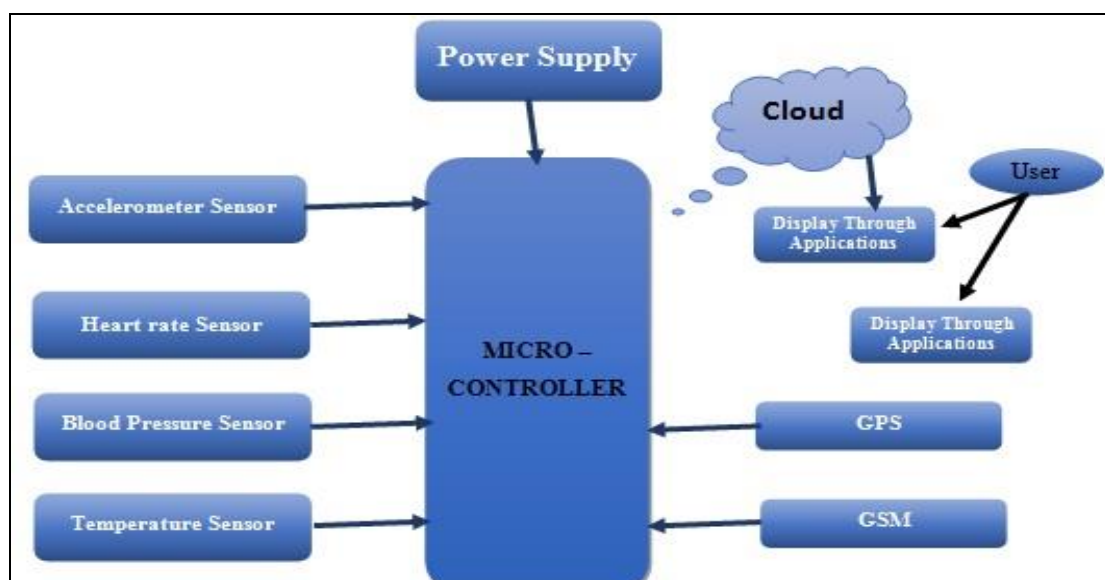 Power Supply
Cloud
User
Accelerometer Sensor
Display Through
Applications
Heart rate Sensor
Display Through
Applications
MICRO –
CONTROLLER
Blood Pressure Sensor
GPS
Temperature Sensor
GSM